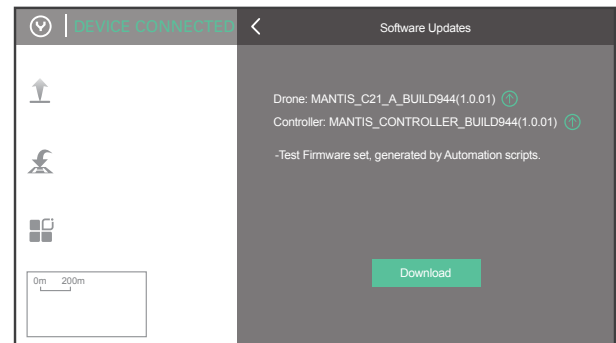 DEVICE CONNECTED
Software Updates
Drone: MANTIS_C21_A_BUILD944(1.0.01)
Controller: MANTIS_CONTROLLER_BUILD944(1.0.01)
-Test Firmware set, generated by Automation scripts.
Download
0m 200m